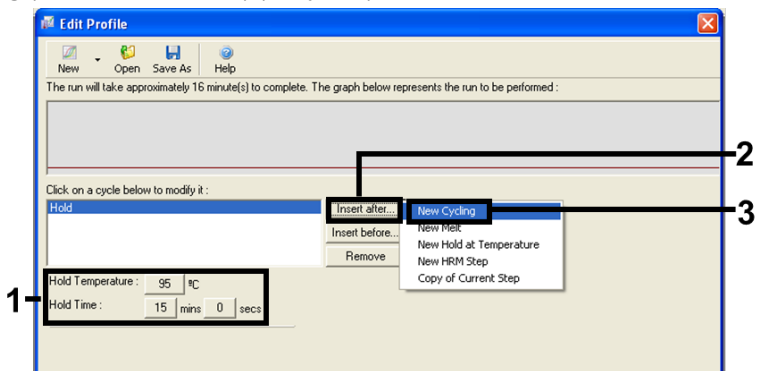 Edit Profile
New Open Save As Help
The run will take approximately 16 minute(s) to complete. The graph below represents the run to be performed :
2
Click on a cycle below to modify it :
Hold Insert after... New Cycling 3
Insert before... New Melt
New Hold at Temperature
Remove New HRM Step
Copy of Current Step
Hold Temperature : 95 ºC
1
Hold Time : 15 mins 0 secs